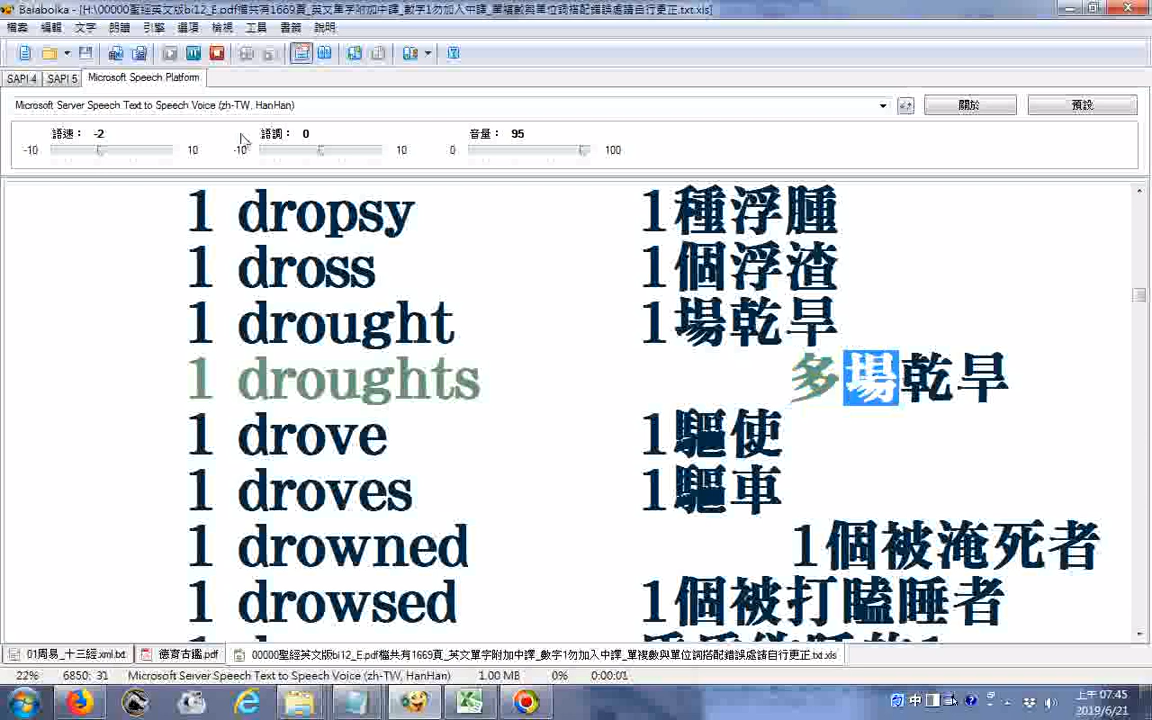 Balabolka - [H:\00000聖經英文版bi12_E.pdf檔共有1669頁_英文單字附加中譯_數字1勿加入中譯_單複數與單位詞搭配錯誤處請自行更正.txt.xls]
檔案 編輯 文字 朗讀 引擎 選項 檢視 工具 書籤 說明
SAPI 4 SAPI 5 Microsoft Speech Platform
Microsoft Server Speech Text to Speech Voice (zh-TW, HanHan) 關於 預設
語速： -2 語調： 0 音量： 95
-10 10 -10 10 0 100
1 dropsy 1種浮腫
1 dross 1個浮渣
1 drought 1場乾旱
1 droughts 多場乾旱
1 drove 1驅使
1 droves 1驅車
1 drowned 1個被淹死者
1 drowsed 1個被打瞌睡者
01周易_十三經.xml.txt 德育古鑑.pdf 00000聖經英文版bi12_E.pdf檔共有1669頁_英文單字附加中譯_數字1勿加入中譯_單複數與單位詞搭配錯誤處請自行更正.txt.xls
22% 6850; 31 Microsoft Server Speech Text to Speech Voice (zh-TW, HanHan) 1.00 MB 0% 0:00:01
中 上午 07:45
2019/6/21